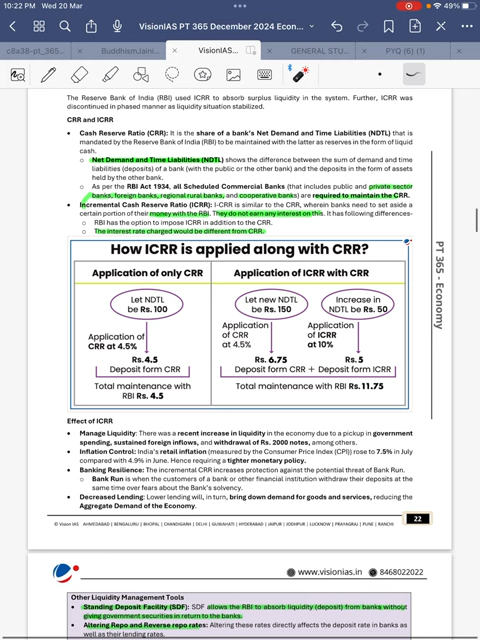 10:22 PM Wed 20 Mar
49%
VisionIAS PT 365 December 2024 Econ...
c8a38-pt_365...
BuddhismJaini...
VisionIAS...
GENERAL STU...
PYQ (6) (1)
The Reserve Bank of India (RBI) used ICRR to absorb surplus liquidity in the system. Further, ICRR was
discontinued in phased manner as liquidity situation stabilized.
CRR and ICRR
• Cash Reserve Ratio (CRR): It is the share of a bank's Net Demand and Time Liabilities (NDTL) that is
mandated by the Reserve Bank of India (RBI) to be maintained with the latter as reserves in the form of liquid
cash.
o Net Demand and Time Liabilities (NDTL) shows the difference between the sum of demand and time
liabilities (deposits) of a bank (with the public or the other bank) and the deposits in the form of assets
held by the other bank.
o As per the RBI Act 1934, all Scheduled Commercial Banks (that includes public and private sector
banks, foreign banks, regional rural banks, and cooperative banks) are required to maintain the CRR.
• Incremental Cash Reserve Ratio (ICRR): I-CRR is similar to the CRR, wherein banks need to set aside a
certain portion of their money with the RBI. They do not earn any interest on this. It has following differences-
o RBI has the option to impose ICRR in addition to the CRR.
o The interest rate charged would be different from CRR.
How ICRR is applied along with CRR?
Application of only CRR
Application of ICRR with CRR
Let NDTL
be Rs. 100
Let new NDTL
be Rs. 150
Increase in
NDTL be Rs. 50
Application of
CRR at 4.5%
Application
of CRR
at 4.5%
Application
of ICRR
at 10%
Rs.4.5
Deposit form CRR
Rs. 6.75
Rs. 5
Deposit form CRR + Deposit form ICRR
Total maintenance with
RBI Rs. 4.5
Total maintenance with RBI Rs. 11.75
PT 365 - Economy
Effect of ICRR
• Manage Liquidity: There was a recent increase in liquidity in the economy due to a pickup in government
spending, sustained foreign inflows, and withdrawal of Rs. 2000 notes, among others.
• Inflation Control: India's retail inflation (measured by the Consumer Price Index (CPI)) rose to 7.5% in July
compared with 4.9% in June. Hence requiring a tighter monetary policy.
• Banking Resilience: The incremental CRR increases protection against the potential threat of Bank Run.
o Bank Run is when the customers of a bank or other financial institution withdraw their deposits at the
same time over fears about the Bank's solvency.
• Decreased Lending: Lower lending will, in turn, bring down demand for goods and services, reducing the
Aggregate Demand of the Economy.
© Vision IAS AHMEDABAD | BENGALURU | BHOPAL | CHANDIGARH | DELHI | GUWAHATI | HYDERABAD | JAIPUR | JODHPUR | LUCKNOW | PRAYAGRAJ | PUNE | RANCHI
22
www.visionias.in
8468022022
Other Liquidity Management Tools
• Standing Deposit Facility (SDF): SDF allows the RBI to absorb liquidity (deposit) from banks without
giving government securities in return to the banks.
• Altering Repo and Reverse repo rates: Altering these rates directly affects the deposit rate in banks as
well as their lending rates.